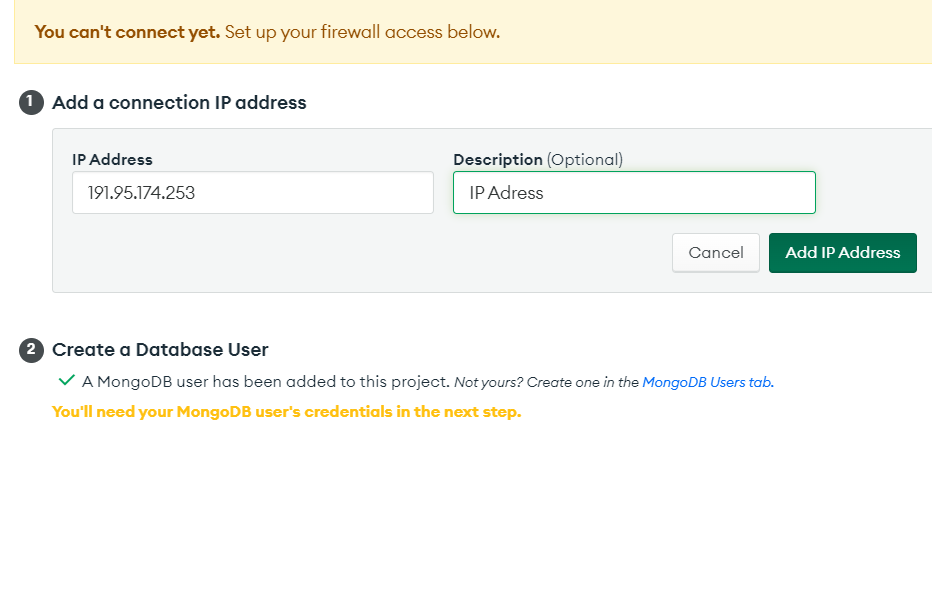 You can't connect yet. Set up your firewall access below.
1 Add a connection IP address
IP Address Description (Optional)
191.95.174.253 IP Adress
Cancel Add IP Address
2 Create a Database User
✓ A MongoDB user has been added to this project. Not yours? Create one in the MongoDB Users tab.
You'll need your MongoDB user's credentials in the next step.